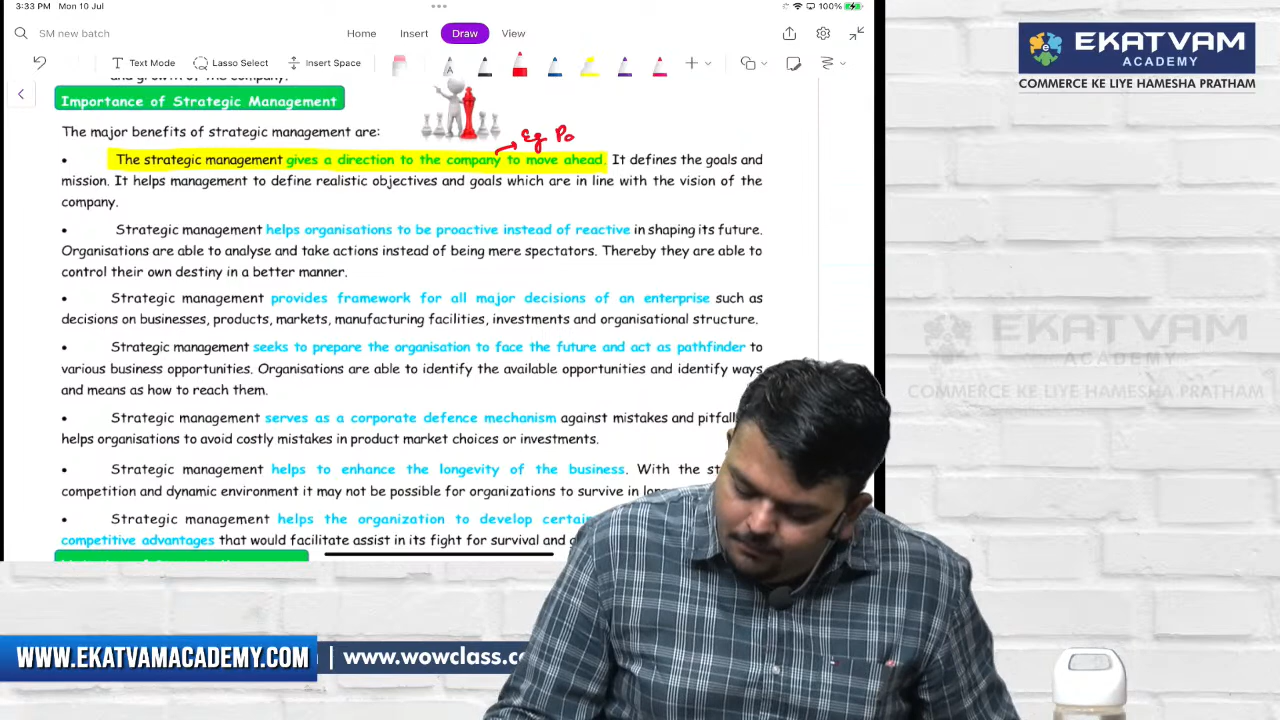 3:33 PM Mon 10 Jul
100%
SM new batch
Home Insert Draw View
Text Mode Lasso Select Insert Space
and growth of the company.
Importance of Strategic Management
The major benefits of strategic management are:
Eg Po
• The strategic management gives a direction to the company to move ahead. It defines the goals and
mission. It helps management to define realistic objectives and goals which are in line with the vision of the
company.
• Strategic management helps organisations to be proactive instead of reactive in shaping its future.
Organisations are able to analyse and take actions instead of being mere spectators. Thereby they are able to
control their own destiny in a better manner.
• Strategic management provides framework for all major decisions of an enterprise such as
decisions on businesses, products, markets, manufacturing facilities, investments and organisational structure.
• Strategic management seeks to prepare the organisation to face the future and act as pathfinder to
various business opportunities. Organisations are able to identify the available opportunities and identify ways
and means as how to reach them.
• Strategic management serves as a corporate defence mechanism against mistakes and
helps organisations to avoid costly mistakes in product market choices or investments.
• Strategic management helps to enhance the longevity of the business. With the
competition and dynamic environment it may not be possible for organizations to survive in
• Strategic management helps the organization to develop
competitive advantages that would facilitate assist in its fight for survival and
EKATVAM
ACADEMY
COMMERCE KE LIYE HAMESHA PRATHAM
EKATVAM
ACADEMY
COMMERCE KE LIYE HAMESHA PRATHAM
WWW.EKATVAMACADEMY.COM | www.wowclass.co